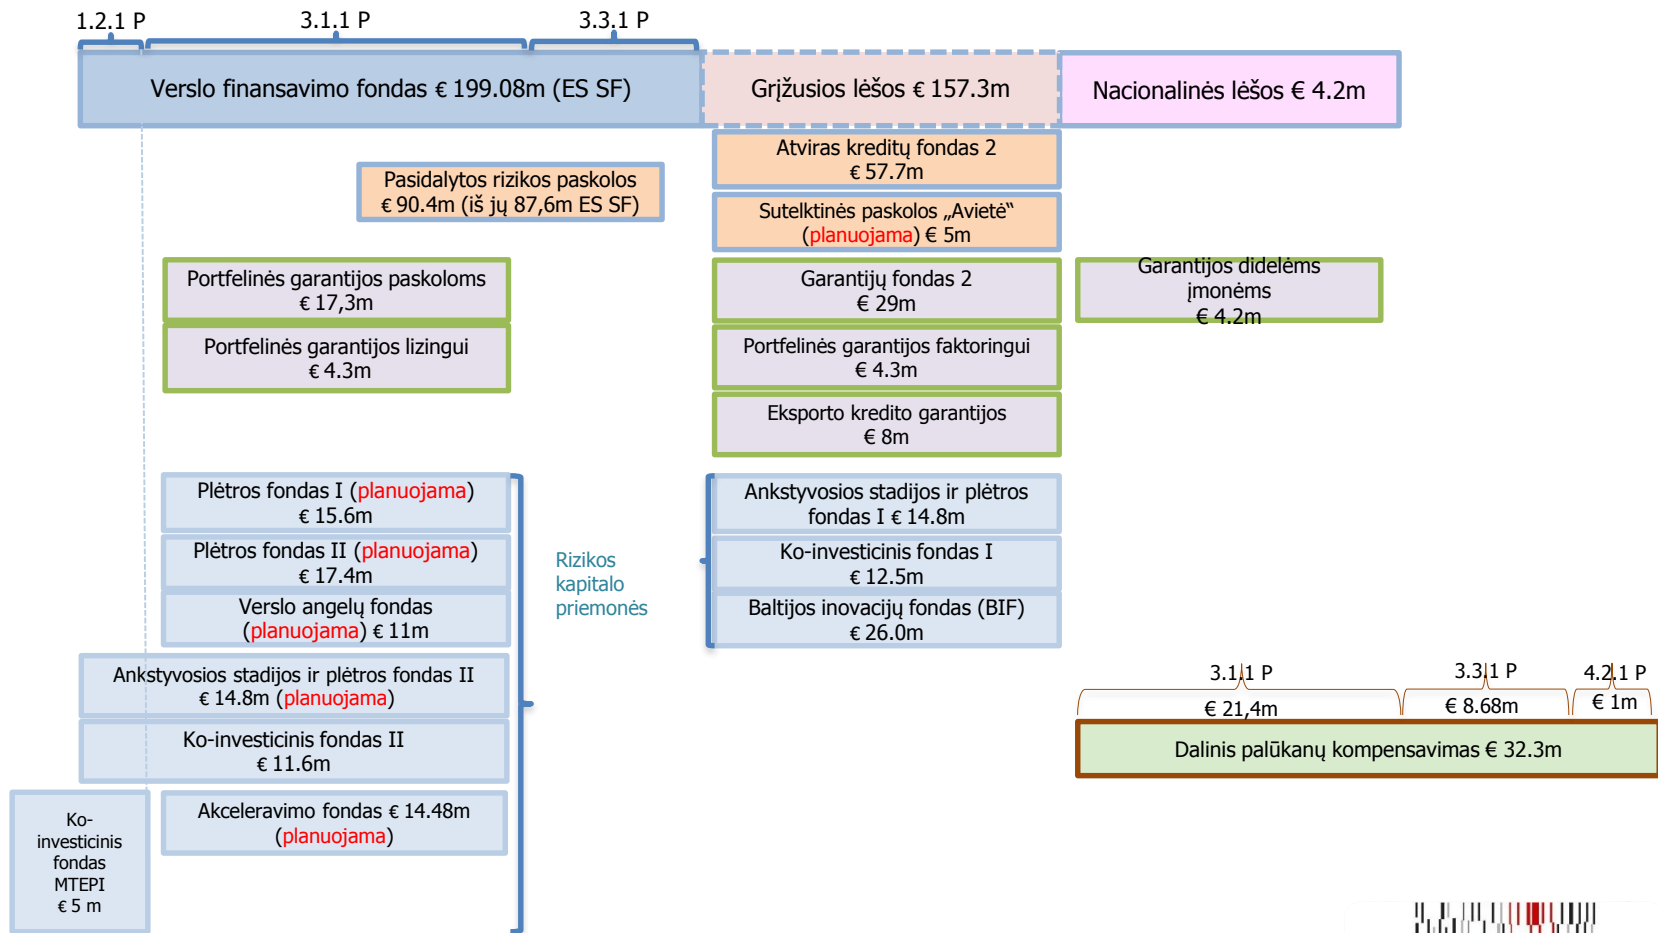 1.2.1 P
3.1.1 P
3.3.1 P
Verslo finansavimo fondas € 199.08m (ES SF)
Grįžusios lėšos € 157.3m
Nacionalinės lėšos € 4.2m
Pasidalytos rizikos paskolos
€ 90.4m (iš jų 87,6m ES SF)
Atviras kreditų fondas 2
€ 57.7m
Sutelktinės paskolos „Avietė“
(planuojama) € 5m
Portfelinės garantijos paskoloms
€ 17,3m
Portfelinės garantijos lizingui
€ 4.3m
Garantijų fondas 2
€ 29m
Portfelinės garantijos faktoringui
€ 4.3m
Eksporto kredito garantijos
€ 8m
Garantijos didelėms
įmonėms
€ 4.2m
Plėtros fondas I (planuojama)
€ 15.6m
Plėtros fondas II (planuojama)
€ 17.4m
Verslo angelų fondas
(planuojama) € 11m
Ankstyvosios stadijos ir plėtros fondas II
€ 14.8m (planuojama)
Ko-investicinis fondas II
€ 11.6m
Akceleravimo fondas € 14.48m
(planuojama)
Ko-
investicinis
fondas
MTEPI
€ 5 m
Rizikos
kapitalo
priemonės
Ankstyvosios stadijos ir plėtros
fondas I € 14.8m
Ko-investicinis fondas I
€ 12.5m
Baltijos inovacijų fondas (BIF)
€ 26.0m
3.1.1 P
3.3.1 P
4.2.1 P
€ 21,4m
€ 8.68m
€ 1m
Dalinis palūkanų kompensavimas € 32.3m